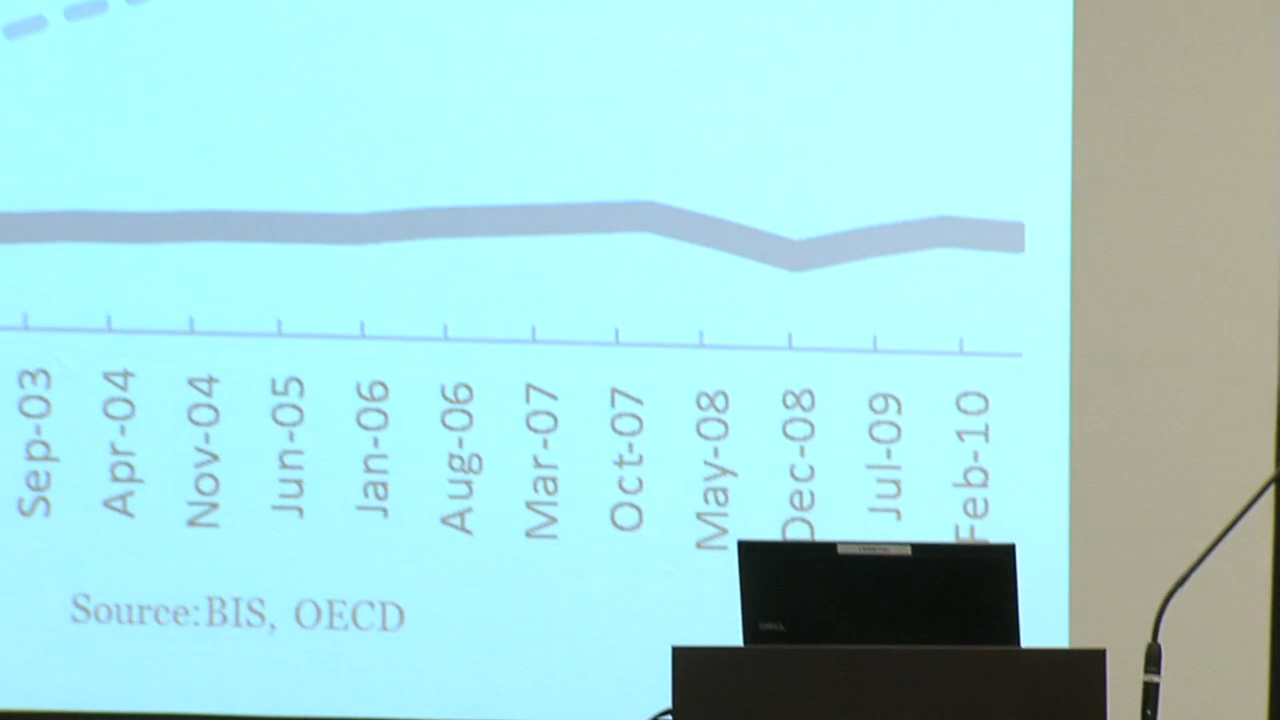 Sep-03
Apr-04
Nov-04
Jun-05
Jan-06
Aug-06
Mar-07
Oct-07
May-08
Dec-08
Jul-09
Feb-10
Source:BIS, OECD
DELL